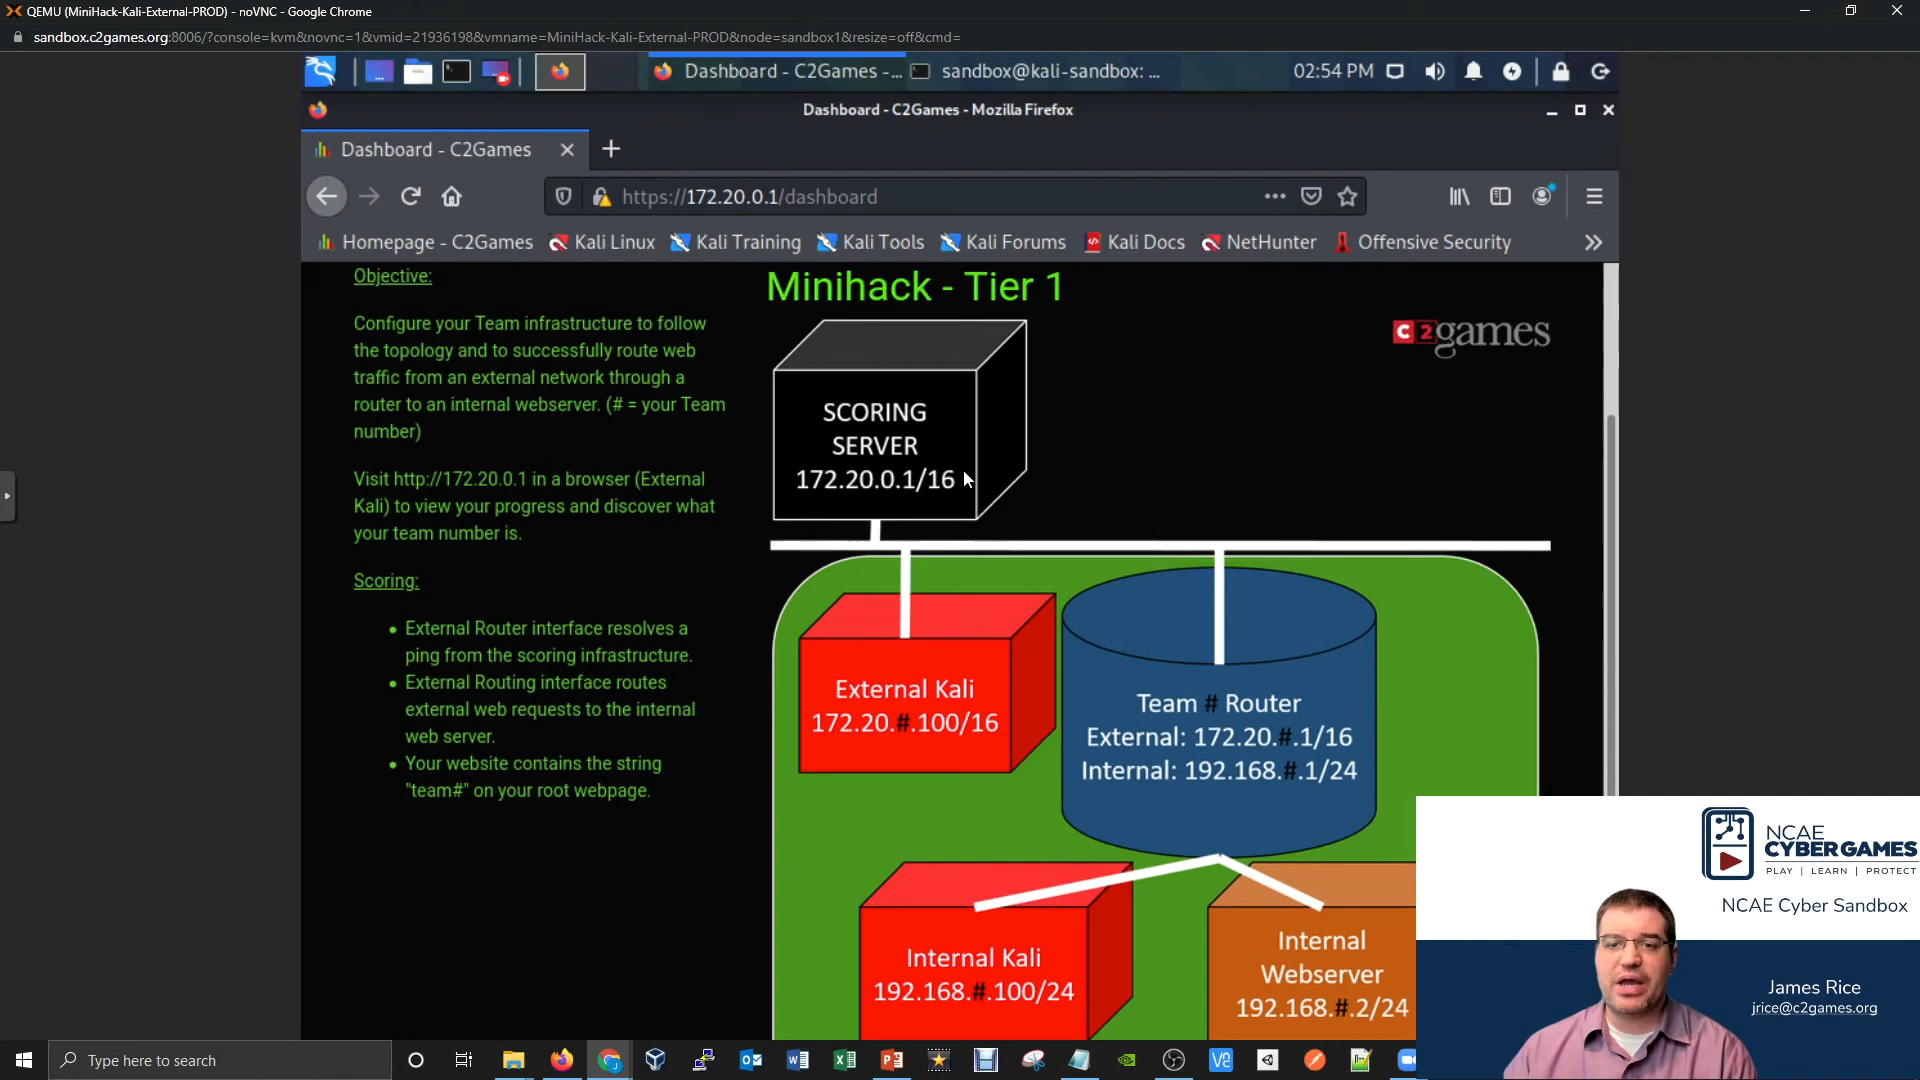 QEMU (MiniHack-Kali-External-PROD) - noVNC - Google Chrome
sandbox.c2games.org:8006/?console=kvm&novnc=1&vmid=21936198&vmname=MiniHack-Kali-External-PROD&node=sandbox1&resize=off&cmd=
Dashboard - C2Games -...
sandbox@kali-sandbox: ...
02:54 PM
Dashboard - C2Games - Mozilla Firefox
Dashboard - C2Games
https://172.20.0.1/dashboard
Homepage - C2Games
Kali Linux
Kali Training
Kali Tools
Kali Forums
Kali Docs
NetHunter
Offensive Security
Objective:
Configure your Team infrastructure to follow
the topology and to successfully route web
traffic from an external network through a
router to an internal webserver. (# = your Team
number)
Visit http://172.20.0.1 in a browser (External
Kali) to view your progress and discover what
your team number is.
Scoring:
External Router interface resolves a
ping from the scoring infrastructure.
External Routing interface routes
external web requests to the internal
web server.
Your website contains the string
"team#" on your root webpage.
Minihack - Tier 1
c2games
SCORING
SERVER
172.20.0.1/16
External Kali
172.20.#.100/16
Team # Router
External: 172.20.#.1/16
Internal: 192.168.#.1/24
Internal Kali
192.168.#.100/24
Internal
Webserver
192.168.#.2/24
NCAE
CYBERGAMES
PLAY | LEARN | PROTECT
NCAE Cyber Sandbox
James Rice
jrice@c2games.org
Type here to search